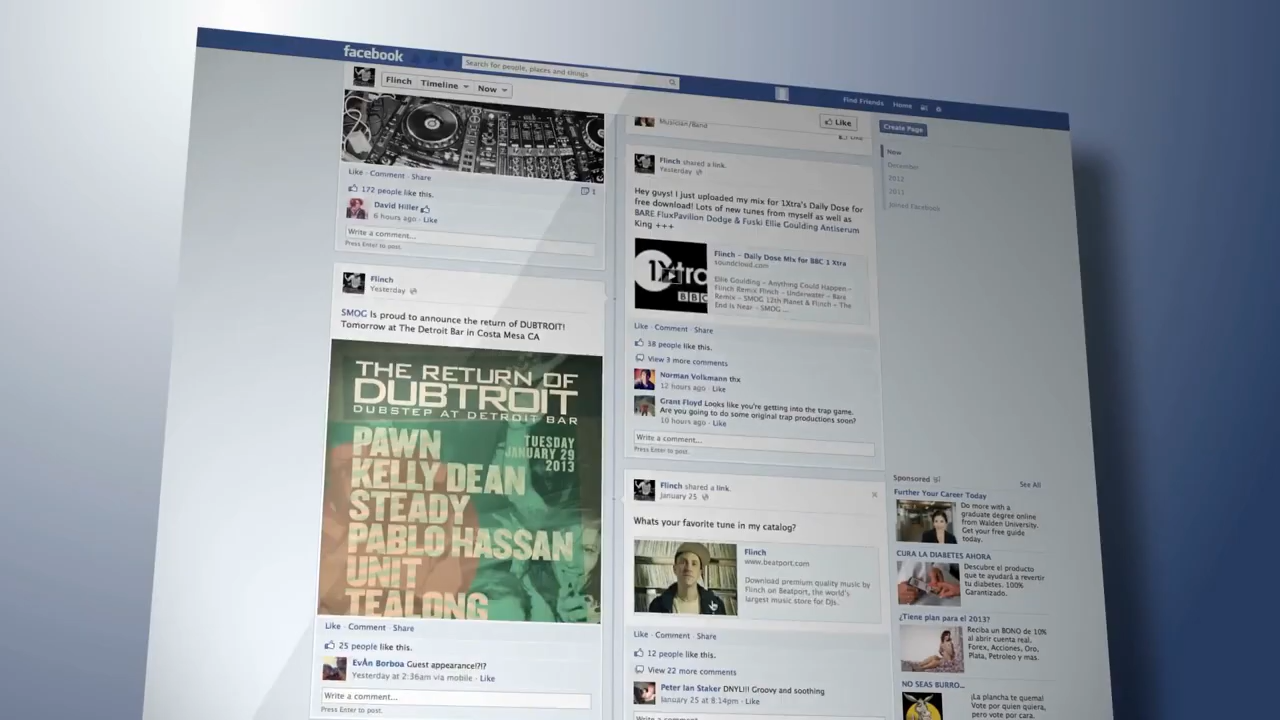 facebook
Search for people, places and things
Find Friends
Home
Flinch
Timeline
Now
Like · Comment · Share
172 people like this.
1
David Hiller
6 hours ago · Like
Write a comment...
Press Enter to post.
Flinch
Yesterday
SMOG is proud to announce the return of DUBTROIT!
Tomorrow at The Detroit Bar in Costa Mesa CA
THE RETURN OF
DUBTROIT
DUBSTEP AT DETROIT BAR
TUESDAY
JANUARY 29
2013
PAWN
KELLY DEAN
STEADY
PABLO HASSAN
UNIT
TEALONG
Like · Comment · Share
25 people like this.
EvAn Borboa Guest appearance!?!?
Yesterday at 2:36am via mobile · Like
Write a comment...
Press Enter to post.
Musician/Band
Like
Flinch shared a link.
Yesterday
Hey guys! I just uploaded my mix for 1Xtra's Daily Dose for
free download! Lots of new tunes from myself as well as
BARE FluxPavilion Dodge & Fuski Ellie Goulding Antiserum
King +++
1Xtra
BBC
Flinch - Daily Dose Mix for BBC 1 Xtra
soundcloud.com
Ellie Goulding - Anything Could Happen -
Flinch Remix Flinch - Underwater - Bare
Remix - SMOG 12th Planet & Flinch - The
End Is Near - SMOG ...
Like · Comment · Share
38 people like this.
View 3 more comments
Norman Volkmann thx
12 hours ago · Like
Grant Floyd Looks like you're getting into the trap game.
Are you going to do some original trap productions soon?
10 hours ago · Like
Write a comment...
Press Enter to post.
Flinch shared a link.
January 25
Whats your favorite tune in my catalog?
Flinch
www.beatport.com
Download premium quality music by
Flinch on Beatport, the world's
largest music store for DJs.
Like · Comment · Share
12 people like this.
View 22 more comments
Peter Ian Staker DNYL!!! Groovy and soothing
January 25 at 8:14pm · Like
Write a comment...
Create Page
Now
December
2012
2011
Joined Facebook
Sponsored
See All
Further Your Career Today
Do more with a
graduate degree online
from Walden University.
Get your free guide
today.
CURA LA DIABETES AHORA
Descubre el producto
que te ayudará a revertir
tu diabetes. 100%
Garantizado.
¿Tiene plan para el 2013?
Reciba un BONO de 10%
al abrir cuenta real.
Forex, Acciones, Oro,
Plata, Petroleo y mas.
NO SEAS BURRO...
¡La plancha te quema!
Vote por quien quiera,
pero vote por cara.